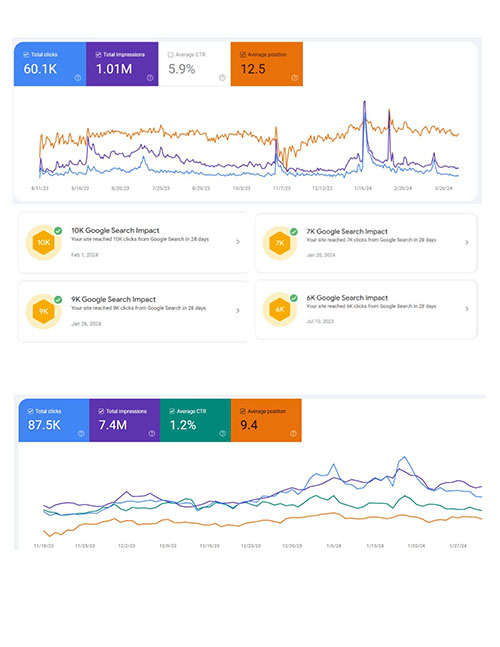 Total clicks Total impressions Average CTR Average position
60.1K 1.01M 5.9% 12.5
4/11/23 5/16/23 6/20/23 7/25/23 8/29/23 10/3/23 11/7/23 12/12/23 1/16/24 2/20/24 3/26/24
10K
10K Google Search Impact
Your site reached 10K clicks from Google Search in 28 days
Feb 1, 2024
7K
7K Google Search Impact
Your site reached 7K clicks from Google Search in 28 days
Jan 20, 2024
9K
9K Google Search Impact
Your site reached 9K clicks from Google Search in 28 days
Jan 26, 2024
6K
6K Google Search Impact
Your site reached 6K clicks from Google Search in 28 days
Jul 10, 2023
Total clicks Total impressions Average CTR Average position
87.5K 7.4M 1.2% 9.4
11/18/23 11/25/23 12/2/23 12/9/23 12/16/23 12/23/23 12/30/23 1/6/24 1/13/24 1/20/24 1/27/24